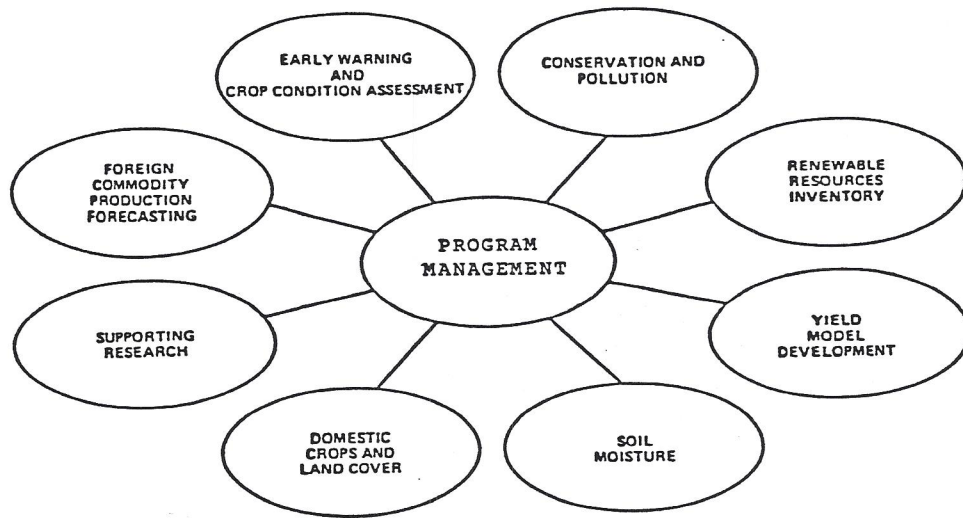 EARLY WARNING
AND
CROP CONDITION ASSESSMENT
CONSERVATION AND
POLLUTION
FOREIGN
COMMODITY
PRODUCTION
FORECASTING
RENEWABLE
RESOURCES
INVENTORY
PROGRAM
MANAGEMENT
SUPPORTING
RESEARCH
YIELD
MODEL
DEVELOPMENT
DOMESTIC
CROPS AND
LAND COVER
SOIL
MOISTURE